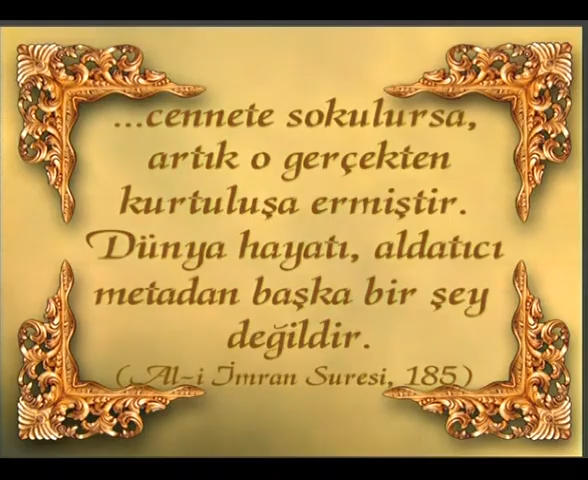 ...cennete sokulursa,
artık o gerçekten
kurtuluşa ermiştir.
Dünya hayatı, aldatıcı
metadan başka bir şey
değildir.
(Al-i İmran Suresi, 185)